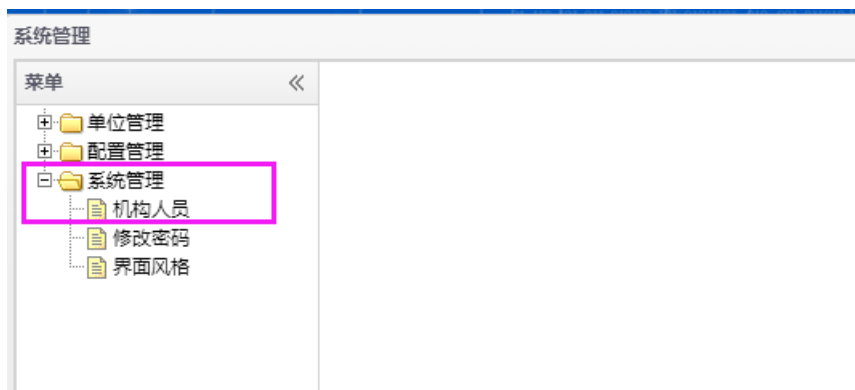 系统管理
菜单
单位管理
配置管理
系统管理
机构人员
修改密码
界面风格